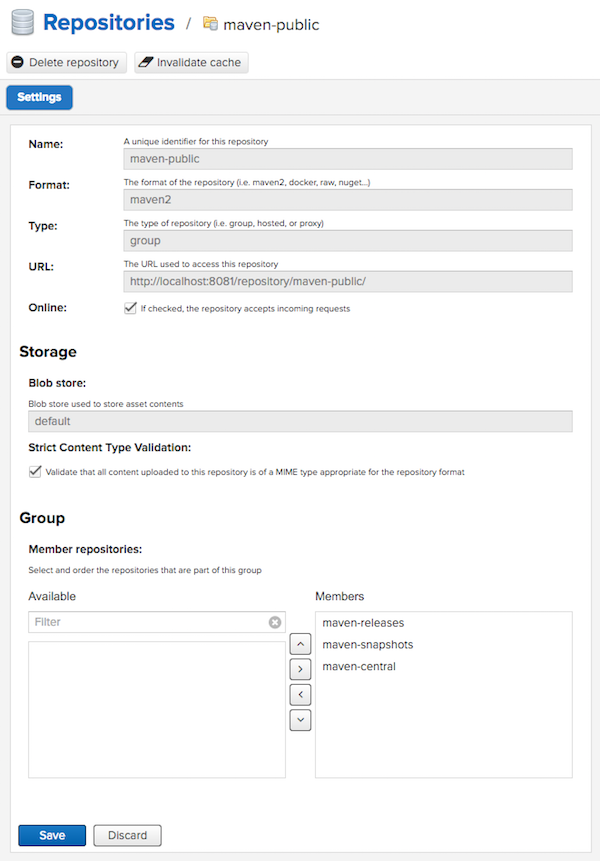 Repositories / maven-public
Delete repository Invalidate cache
Settings
Name: A unique identifier for this repository
maven-public
Format: The format of the repository (i.e. maven2, docker, raw, nuget...)
maven2
Type: The type of repository (i.e. group, hosted, or proxy)
group
URL: The URL used to access this repository
http://localhost:8081/repository/maven-public/
Online: If checked, the repository accepts incoming requests
Storage
Blob store:
Blob store used to store asset contents
default
Strict Content Type Validation:
Validate that all content uploaded to this repository is of a MIME type appropriate for the repository format
Group
Member repositories:
Select and order the repositories that are part of this group
Available Members
Filter
maven-releases
maven-snapshots
maven-central
Save Discard